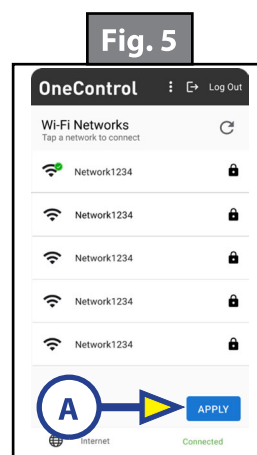 Fig. 5
OneControl Log Out
Wi-Fi Networks
Tap a network to connect
Network1234
Network1234
Network1234
Network1234
Network1234
A APPLY
Internet Connected